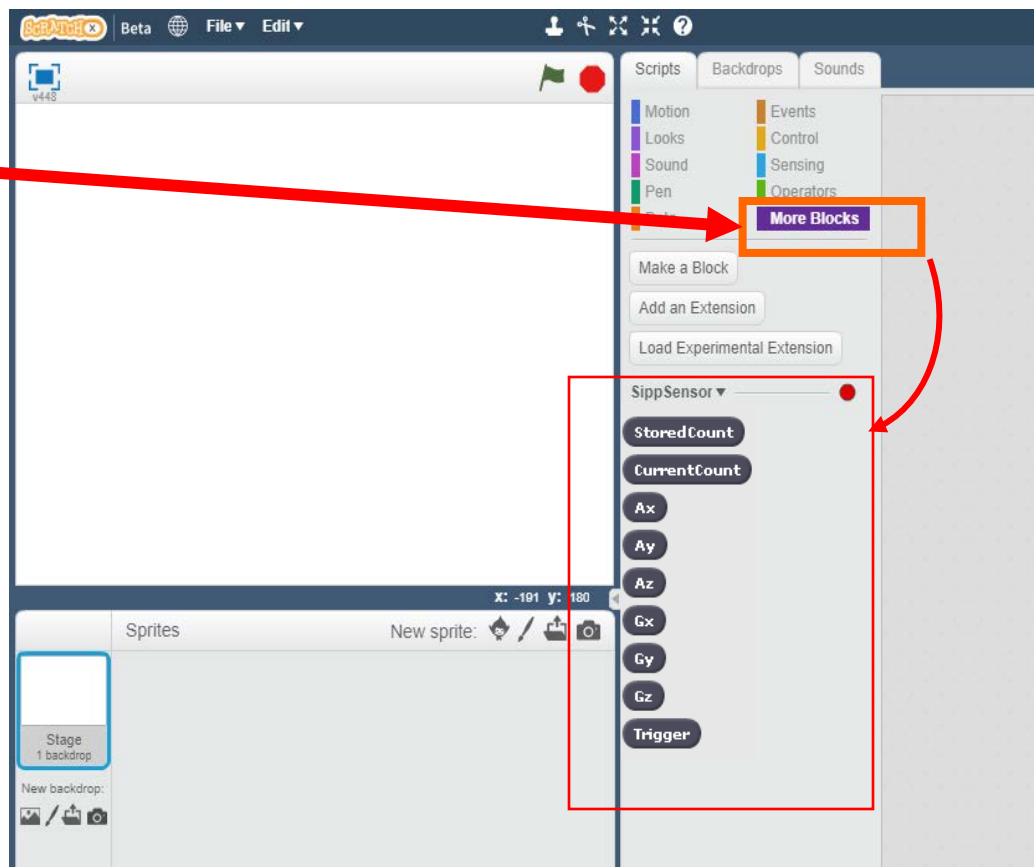 SCRATCH X Beta File ▾ Edit ▾
v448
Scripts Backdrops Sounds
Motion Events
Looks Control
Sound Sensing
Pen Operators
More Blocks
Make a Block
Add an Extension
Load Experimental Extension
SippSensor ▾
StoredCount
CurrentCount
Ax
Ay
Az
Gx
Gy
Gz
Trigger
x: -191 y: 180
Sprites New sprite:
Stage
1 backdrop
New backdrop: